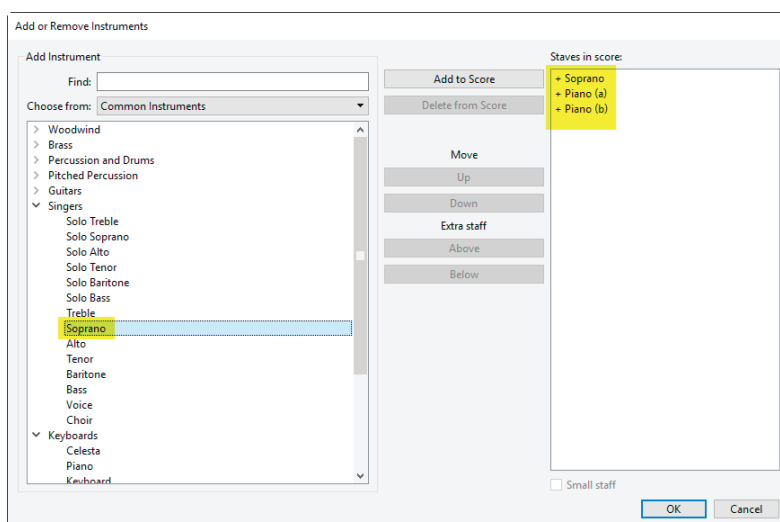 Add or Remove Instruments
Add Instrument
Find:
Choose from: Common Instruments
Woodwind
Brass
Percussion and Drums
Pitched Percussion
Guitars
Singers
Solo Treble
Solo Soprano
Solo Alto
Solo Tenor
Solo Baritone
Solo Bass
Treble
Soprano
Alto
Tenor
Baritone
Bass
Voice
Choir
Keyboards
Celesta
Piano
Keyboard
Add to Score
Delete from Score
Move
Up
Down
Extra staff
Above
Below
Staves in score:
+ Soprano
+ Piano (a)
+ Piano (b)
Small staff
OK
Cancel